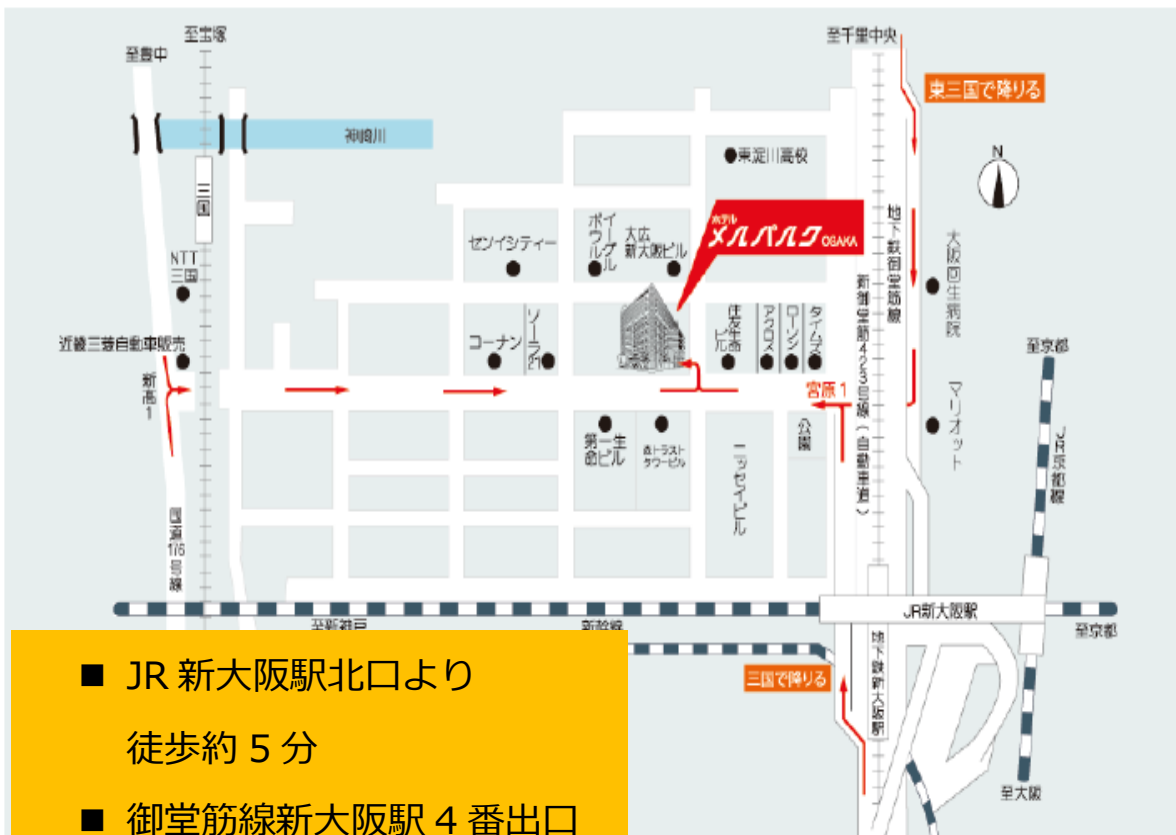 至宝塚
至豊中
至千里中央
東三国で降りる
神崎川
●東淀川高校
N
三国
ホテル
メルパルク OSAKA
センイシティー
ボイウールグル
大広
新大阪ビル
地下鉄御堂筋線
新御堂筋423号線(自動車道)
大阪回生病院
NTT
三国
近畿三菱自動車販売
新高1
コーナン
ソーラ21
住友生命ビル
アクロス
ローソン
タイムズ
宮原1
至京都
マリオット
JR京都線
第一生
命ビル
森トラスト
タワービル
ニッセイビル
公園
国道176号線
JR新大阪駅
至新神戸
新幹線
至京都
地下鉄新大阪駅
三国で降りる
至大阪
■ JR 新大阪駅北口より
徒歩約 5 分
■ 御堂筋線新大阪駅 4 番出口